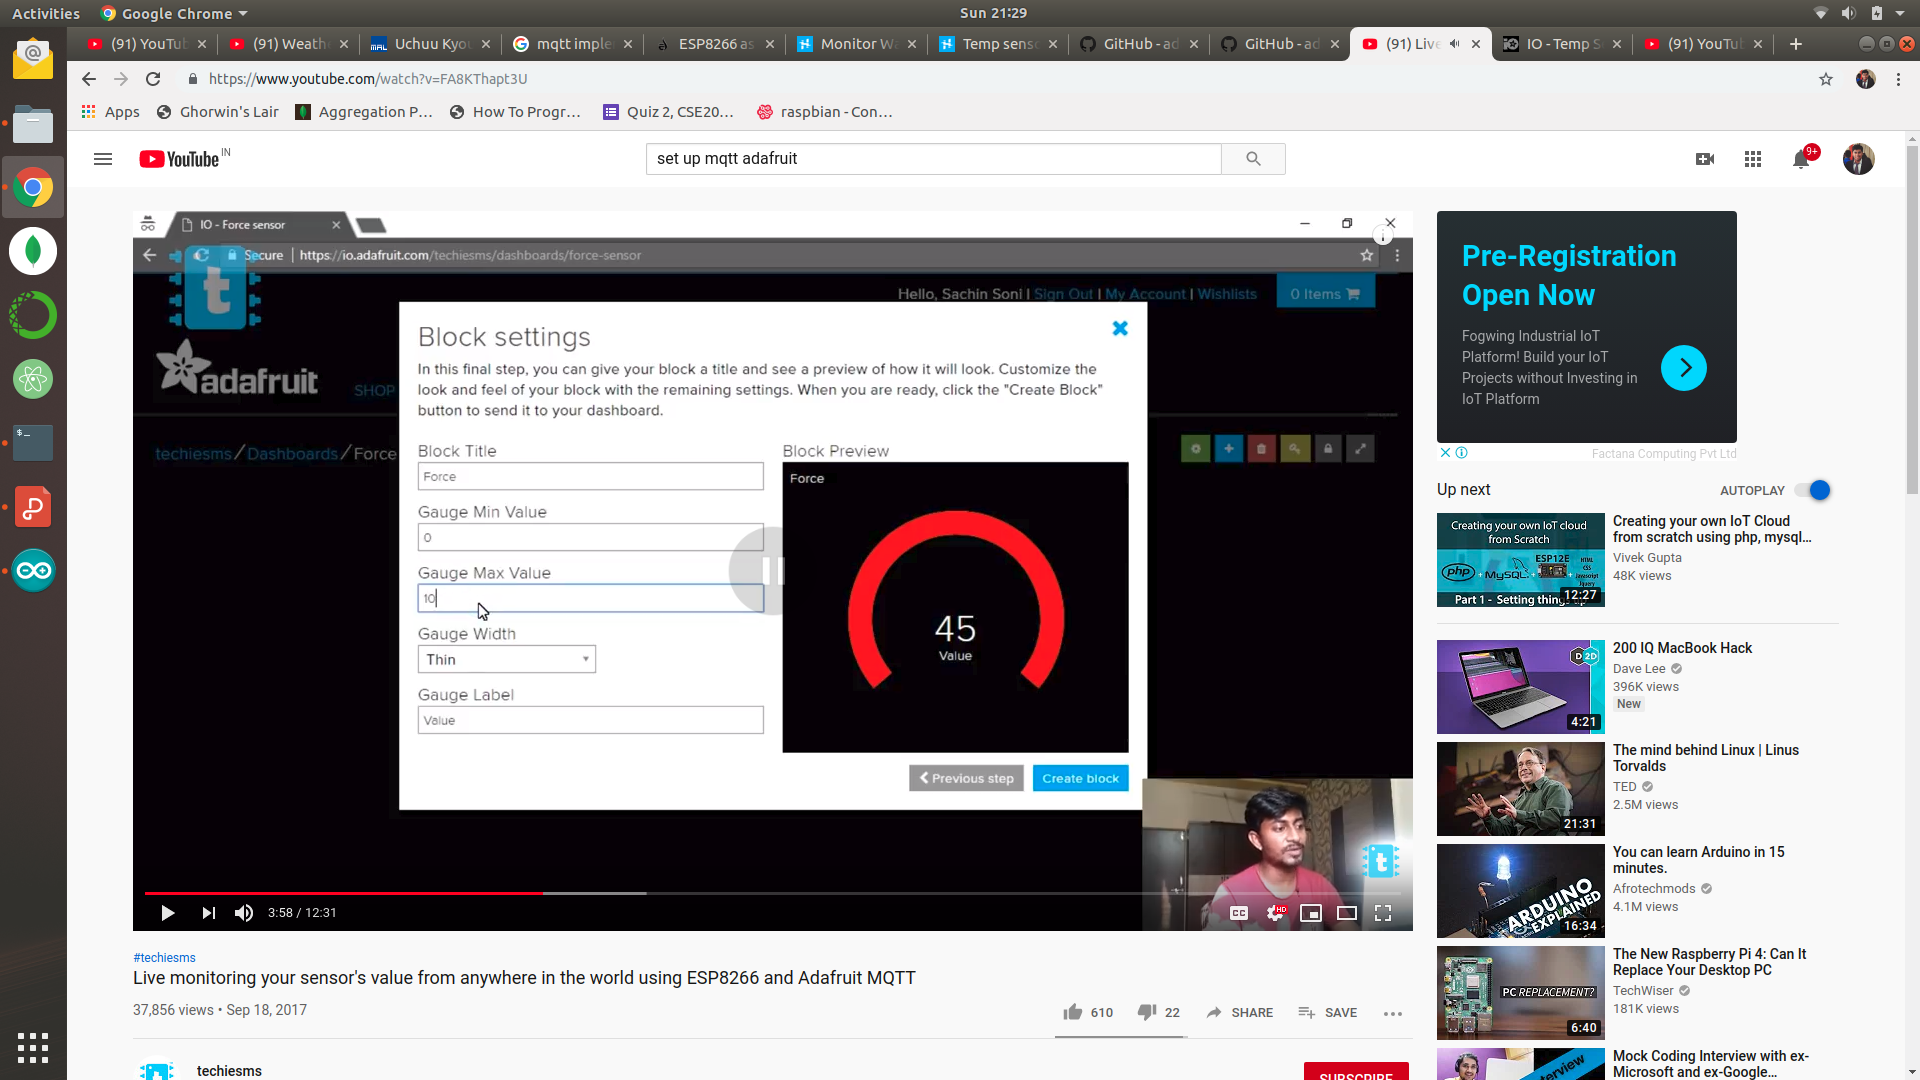 Activities
Google Chrome
Sun 21:29
(91) YouTub
(91) Weath
Uchuu Kyo
mqtt imple
ESP8266 as
Monitor Wa
Temp sens
GitHub - ad
GitHub - ad
(91) Live
IO - Temp S
(91) YouTu
https://www.youtube.com/watch?v=FA8KThapt3U
Apps
Ghorwin's Lair
Aggregation P...
How To Progr...
Quiz 2, CSE20...
raspbian - Con...
YouTube IN
set up mqtt adafruit
9+
IO - Force sensor
Secure
https://io.adafruit.com/techiesms/dashboards/force-sensor
Hello, Sachin Soni | Sign Out | My Account | Wishlists
0 Items
adafruit
SHOP
techiesms / Dashboards / Force
Block settings
In this final step, you can give your block a title and see a preview of how it will look. Customize the
look and feel of your block with the remaining settings. When you are ready, click the "Create Block"
button to send it to your dashboard.
Block Title
Force
Gauge Min Value
0
Gauge Max Value
10
Gauge Width
Thin
Gauge Label
Value
Block Preview
Force
45
Value
Previous step
Create block
t
t
3:58 / 12:31
CC
HD
#techiesms
Live monitoring your sensor's value from anywhere in the world using ESP8266 and Adafruit MQTT
37,856 views • Sep 18, 2017
610
22
SHARE
SAVE
techiesms
SUBSCRIBE
Pre-Registration
Open Now
Fogwing Industrial IoT
Platform! Build your IoT
Projects without Investing in
IoT Platform
Factana Computing Pvt Ltd
Up next
AUTOPLAY
Creating your own IoT cloud
from Scratch
php
MySQL
ESP12E
HTML
CSS
Javascript
Jquery
Part 1 - Setting things up
12:27
Creating your own IoT Cloud
from scratch using php, mysql...
Vivek Gupta
48K views
D2D
4:21
200 IQ MacBook Hack
Dave Lee
396K views
New
21:31
The mind behind Linux | Linus
Torvalds
TED
2.5M views
ARDUINO
EXPLAINED
16:34
You can learn Arduino in 15
minutes.
Afrotechmods
4.1M views
PC REPLACEMENT?
6:40
The New Raspberry Pi 4: Can It
Replace Your Desktop PC
TechWiser
181K views
Mock Coding Interview with ex-
Microsoft and ex-Google...